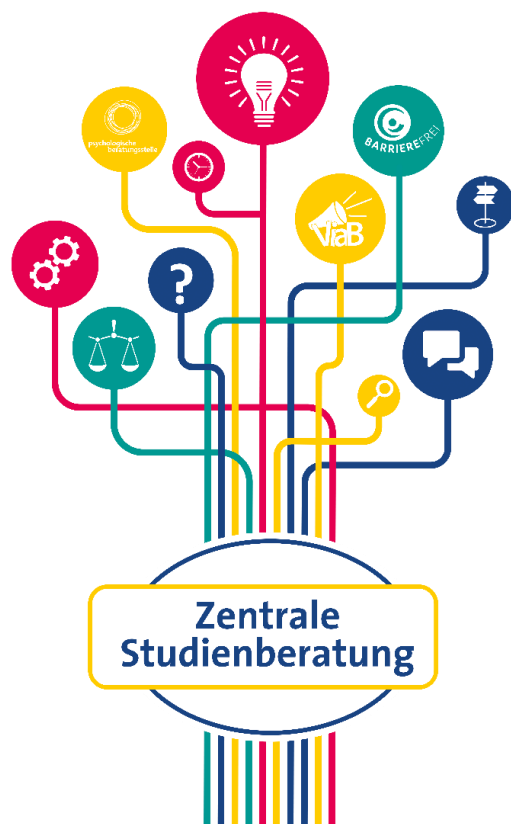 psychologische
beratungsstelle
BARRIEREFREI
ViaB
?
Zentrale
Studienberatung